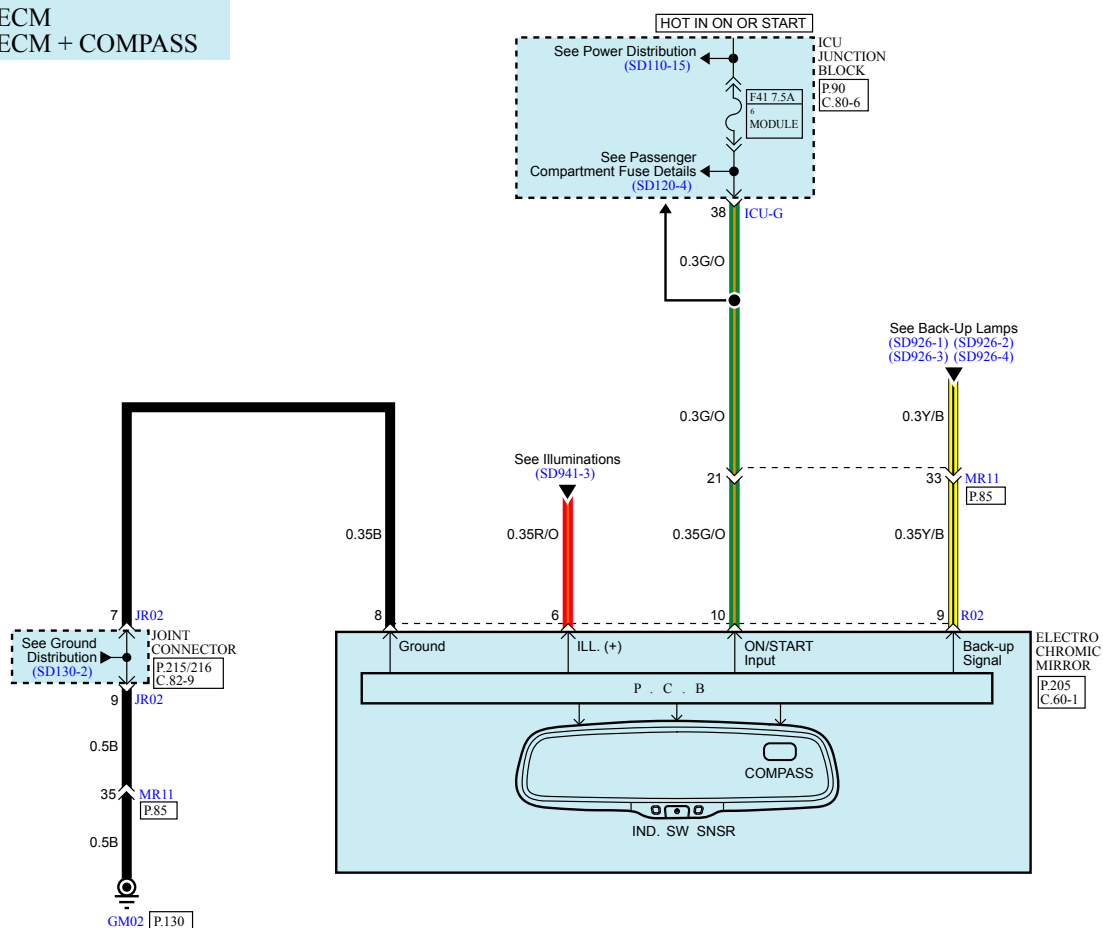 ECM
ECM + COMPASS
HOT IN ON OR START
See Power Distribution
(SD110-15)
ICU
JUNCTION
BLOCK
P.90
C.80-6
F41 7.5A
6
MODULE
See Passenger
Compartment Fuse Details
(SD120-4)
38
ICU-G
0.3G/O
See Back-Up Lamps
(SD926-1) (SD926-2)
(SD926-3) (SD926-4)
0.3G/O
0.3Y/B
See Illuminations
(SD941-3)
21
33
MR11
P.85
0.35B
0.35R/O
0.35G/O
0.35Y/B
7
JR02
8
6
10
9
R02
See Ground
Distribution
(SD130-2)
JOINT
CONNECTOR
P.215/216
C.82-9
Ground
ILL. (+)
ON/START
Input
Back-up
Signal
ELECTRO
CHROMIC
MIRROR
P.205
C.60-1
P . C . B
9
JR02
0.5B
COMPASS
35
MR11
P.85
IND. SW SNSR
0.5B
GM02
P.130